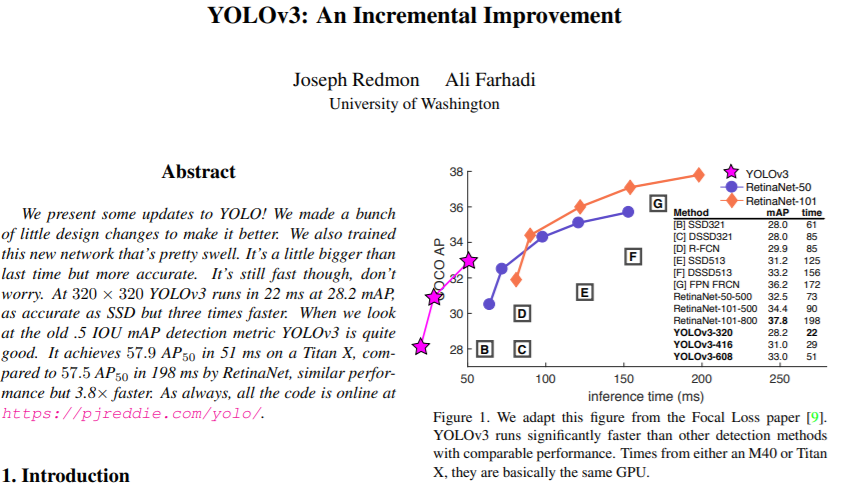 YOLOv3: An Incremental Improvement
Joseph Redmon Ali Farhadi
University of Washington
Abstract
We present some updates to YOLO! We made a bunch
of little design changes to make it better. We also trained
this new network that's pretty swell. It's a little bigger than
last time but more accurate. It's still fast though, don't
worry. At 320 × 320 YOLOv3 runs in 22 ms at 28.2 mAP,
as accurate as SSD but three times faster. When we look
at the old .5 IOU mAP detection metric YOLOv3 is quite
good. It achieves 57.9 AP50 in 51 ms on a Titan X, com-
pared to 57.5 AP50 in 198 ms by RetinaNet, similar perfor-
mance but 3.8× faster. As always, all the code is online at
https://pjreddie.com/yolo/.
1. Introduction
38
36
34
32
30
28
COCO AP
50 100 150 200 250
inference time (ms)
B
C
D
E
F
G
YOLOv3
RetinaNet-50
RetinaNet-101
Method mAP time
[B] SSD321 28.0 61
[C] DSSD321 28.0 85
[D] R-FCN 29.9 85
[E] SSD513 31.2 125
[F] DSSD513 33.2 156
[G] FPN FRCN 36.2 172
RetinaNet-50-500 32.5 73
RetinaNet-101-500 34.4 90
RetinaNet-101-800 37.8 198
YOLOv3-320 28.2 22
YOLOv3-416 31.0 29
YOLOv3-608 33.0 51
Figure 1. We adapt this figure from the Focal Loss paper [9].
YOLOv3 runs significantly faster than other detection methods
with comparable performance. Times from either an M40 or Titan
X, they are basically the same GPU.